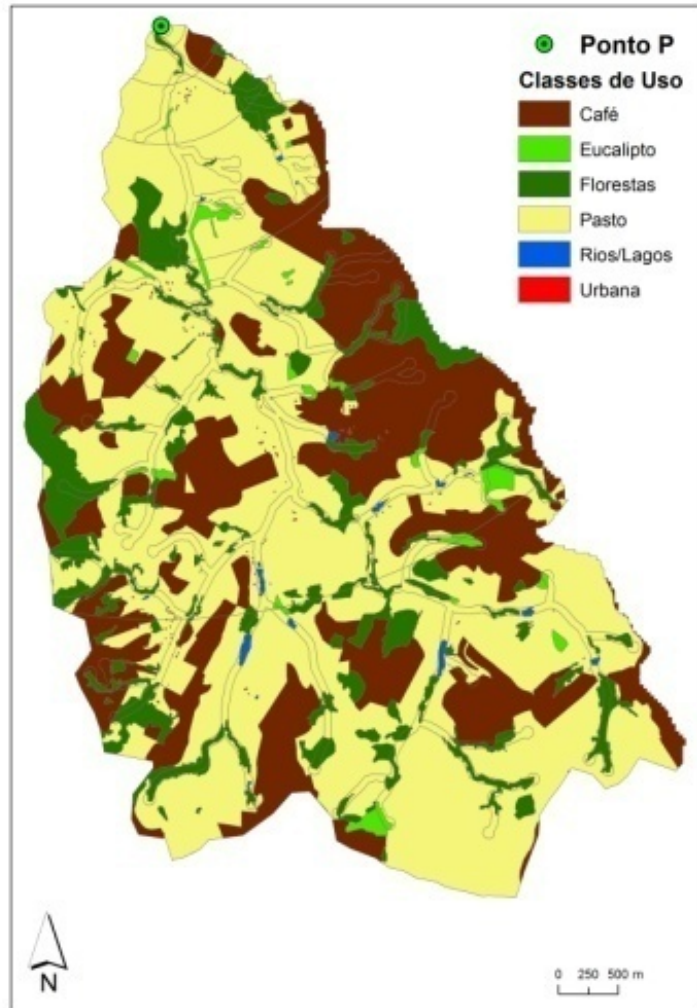 Ponto P
Classes de Uso
Café
Eucalipto
Florestas
Pasto
Rios/Lagos
Urbana
N
0 250 500 m